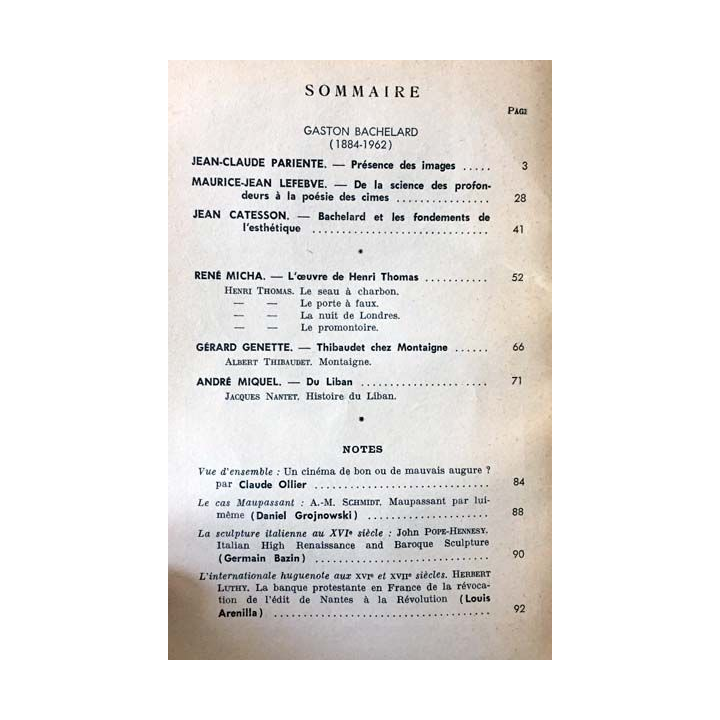 SOMMAIRE
PAGE
GASTON BACHELARD
(1884-1962)
JEAN-CLAUDE PARIENTE. — Présence des images ..... 3
MAURICE-JEAN LEFEBVE. — De la science des profon-
deurs à la poésie des cimes ................ 28
JEAN CATESSON. — Bachelard et les fondements de
l'esthétique .............................. 41
*
RENÉ MICHA. — L'œuvre de Henri Thomas ........... 52
HENRI THOMAS. Le seau à charbon.
— — Le porte à faux.
— — La nuit de Londres.
— — Le promontoire.
GÉRARD GENETTE. — Thibaudet chez Montaigne ...... 66
ALBERT THIBAUDET. Montaigne.
ANDRÉ MIQUEL. — Du Liban ..................... 71
JACQUES NANTET. Histoire du Liban.
*
NOTES
Vue d'ensemble : Un cinéma de bon ou de mauvais augure ?
par Claude Ollier .............................. 84
Le cas Maupassant : A.-M. SCHMIDT. Maupassant par lui-
même (Daniel Grojnowski) .................... 88
La sculpture italienne au XVIe siècle : John POPE-HENNESY.
Italian High Renaissance and Baroque Sculpture
(Germain Bazin) .............................. 90
L'internationale huguenote aux XVIe et XVIIe siècles. HERBERT
LUTHY. La banque protestante en France de la révoca-
tion de l'édit de Nantes à la Révolution (Louis
Arenilla) .................................... 92